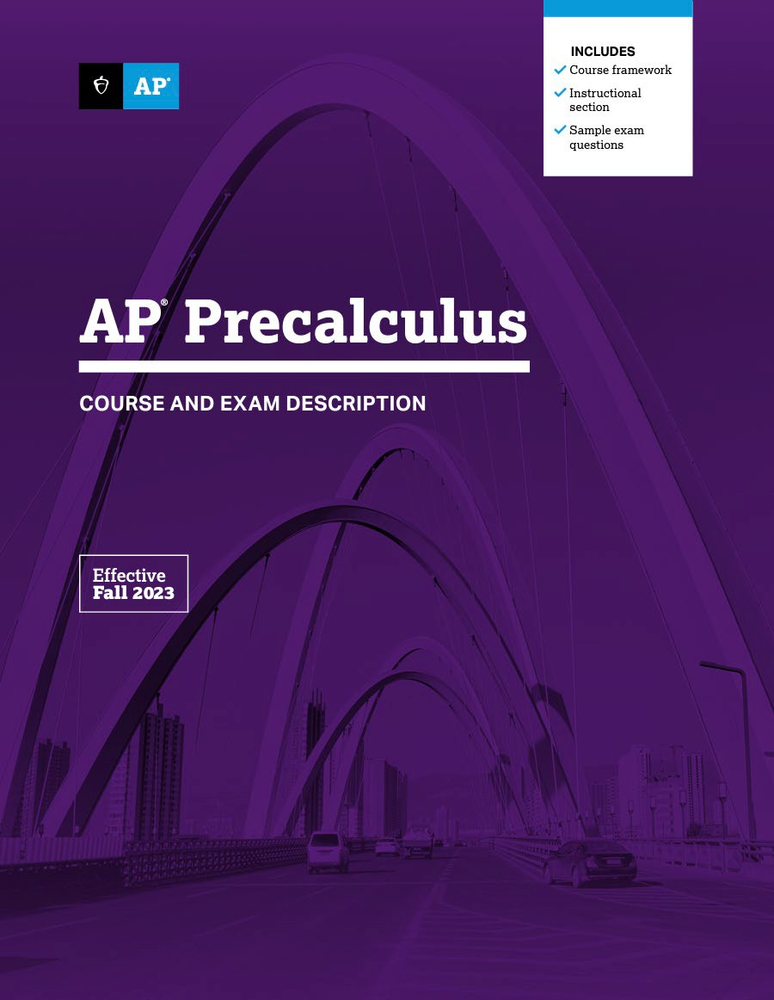 INCLUDES
Course framework
Instructional
section
Sample exam
questions
AP®
AP® Precalculus
COURSE AND EXAM DESCRIPTION
Effective
Fall 2023